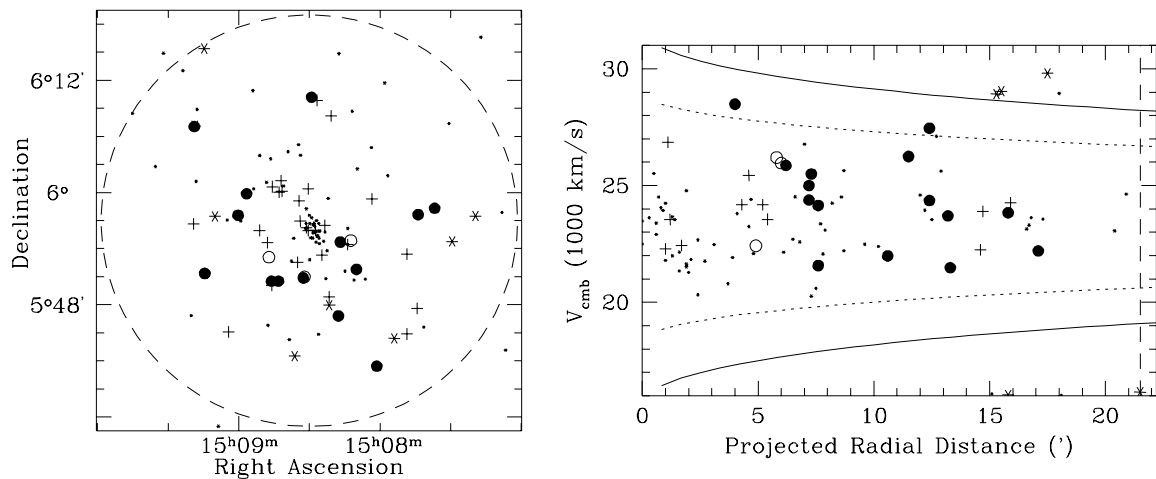 6°12'
6°
5°48'
Declination
15ʰ09ᵐ 15ʰ08ᵐ
Right Ascension
30
25
20
V_cmb (1000 km/s)
0 5 10 15 20
Projected Radial Distance (')